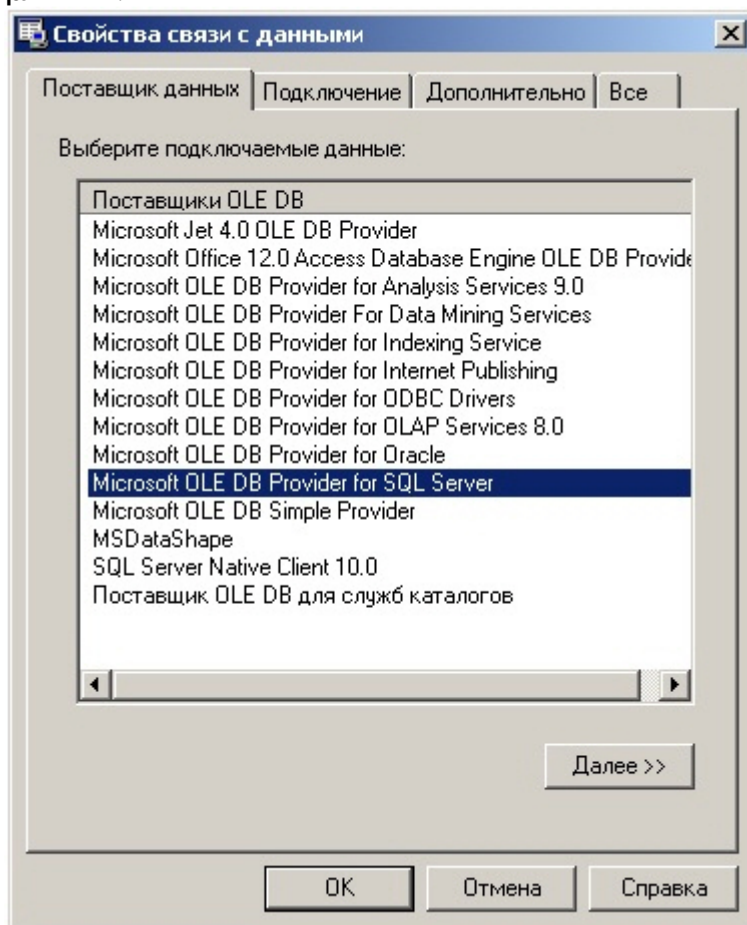 Свойства связи с данными
Поставщик данных Подключение Дополнительно Все
Выберите подключаемые данные:
Поставщики OLE DB
Microsoft Jet 4.0 OLE DB Provider
Microsoft Office 12.0 Access Database Engine OLE DB Provide
Microsoft OLE DB Provider for Analysis Services 9.0
Microsoft OLE DB Provider For Data Mining Services
Microsoft OLE DB Provider for Indexing Service
Microsoft OLE DB Provider for Internet Publishing
Microsoft OLE DB Provider for ODBC Drivers
Microsoft OLE DB Provider for OLAP Services 8.0
Microsoft OLE DB Provider for Oracle
Microsoft OLE DB Provider for SQL Server
Microsoft OLE DB Simple Provider
MSDataShape
SQL Server Native Client 10.0
Поставщик OLE DB для служб каталогов
Далее >>
OK Отмена Справка